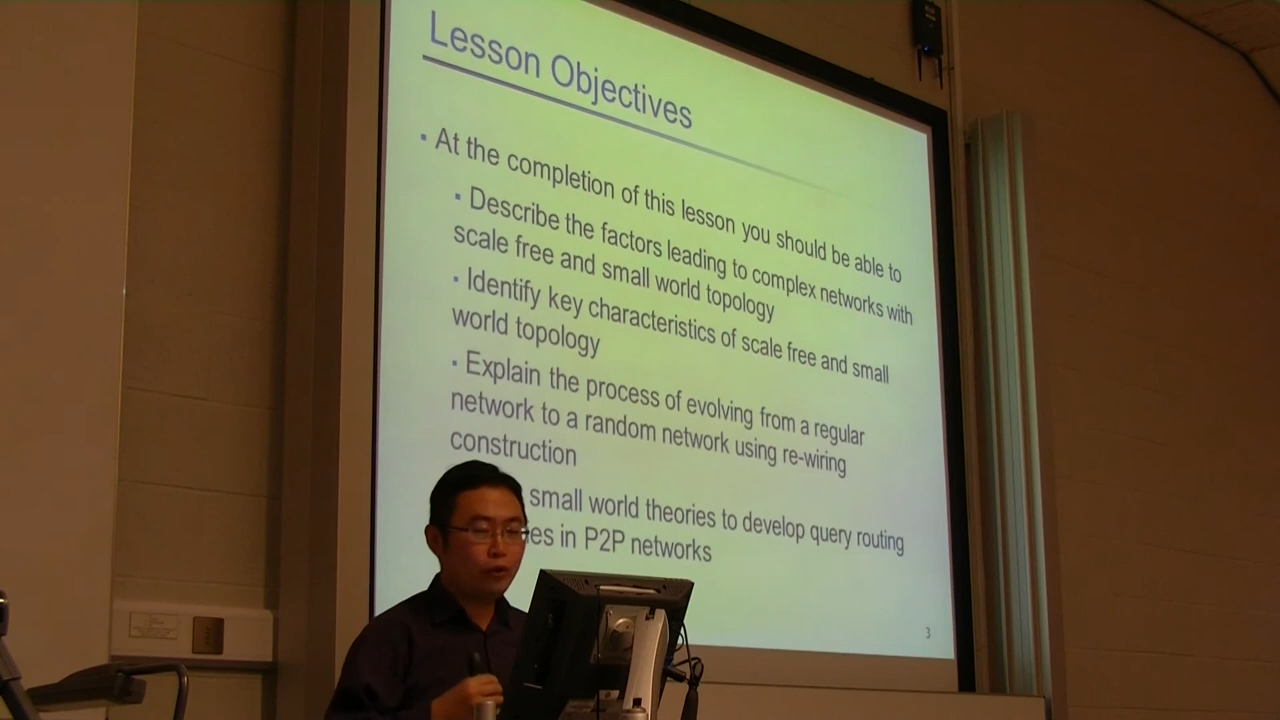 Lesson Objectives
▪ At the completion of this lesson you should be able to
▪ Describe the factors leading to complex networks with
scale free and small world topology
▪ Identify key characteristics of scale free and small
world topology
▪ Explain the process of evolving from a regular
network to a random network using re-wiring
construction
small world theories to develop query routing
in P2P networks
3